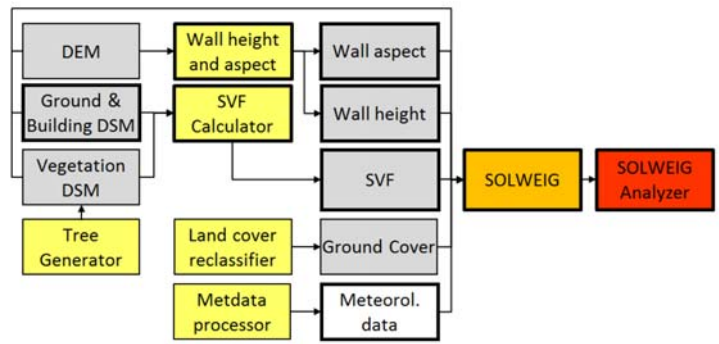 DEM
Wall height
and aspect
Wall aspect
Ground &
Building DSM
SVF
Calculator
Wall height
Vegetation
DSM
SVF
SOLWEIG
SOLWEIG
Analyzer
Tree
Generator
Land cover
reclassifier
Ground Cover
Metdata
processor
Meteorol.
data